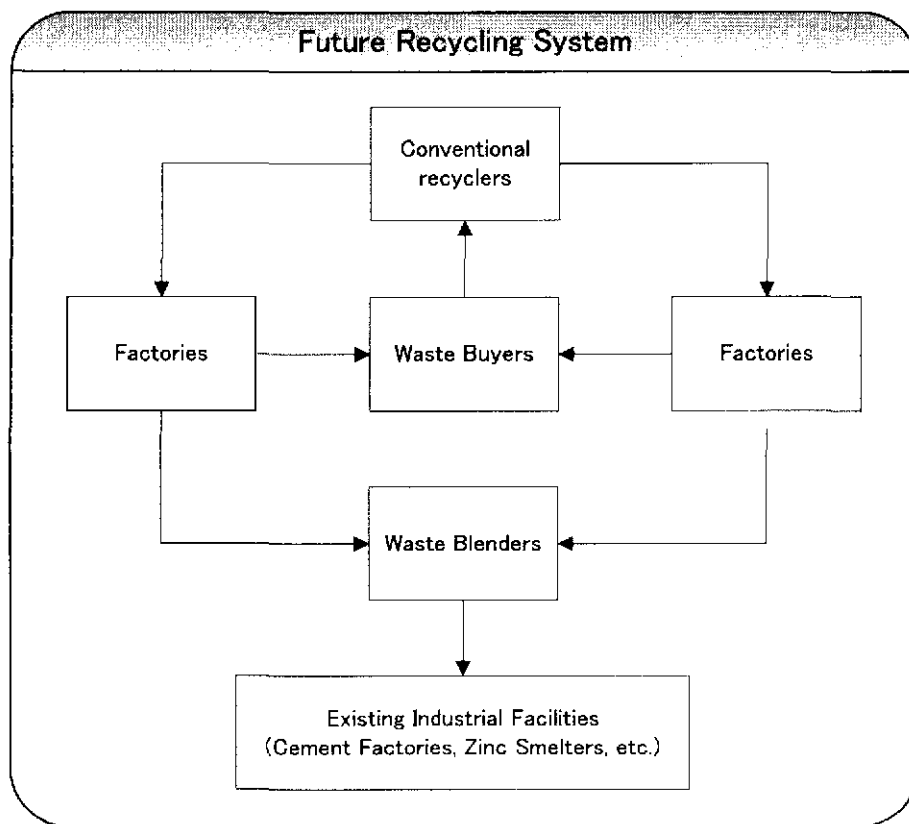 Future Recycling System
Conventional
recyclers
Factories
Waste Buyers
Factories
Waste Blenders
Existing Industrial Facilities
(Cement Factories, Zinc Smelters, etc.)